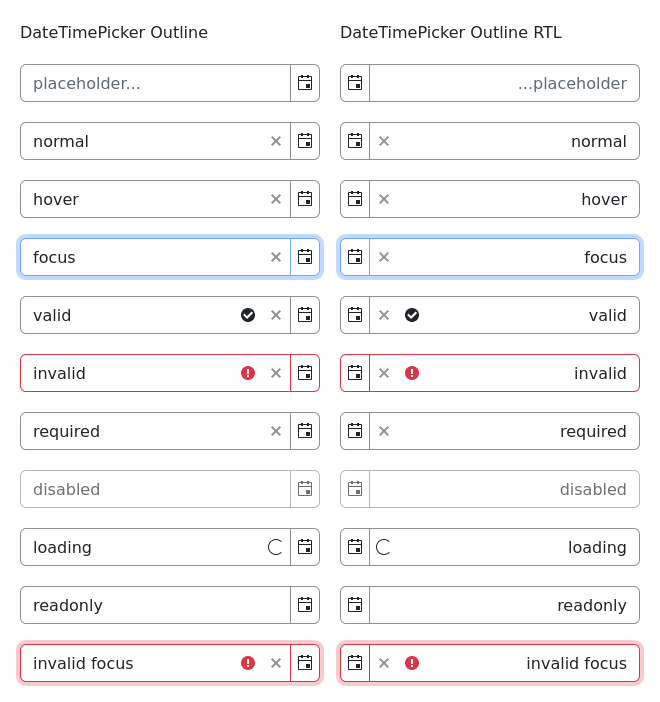 DateTimePicker Outline
placeholder...
normal
hover
focus
valid
invalid
required
disabled
loading
readonly
invalid focus
DateTimePicker Outline RTL
...placeholder
normal
hover
focus
valid
invalid
required
disabled
loading
readonly
invalid focus